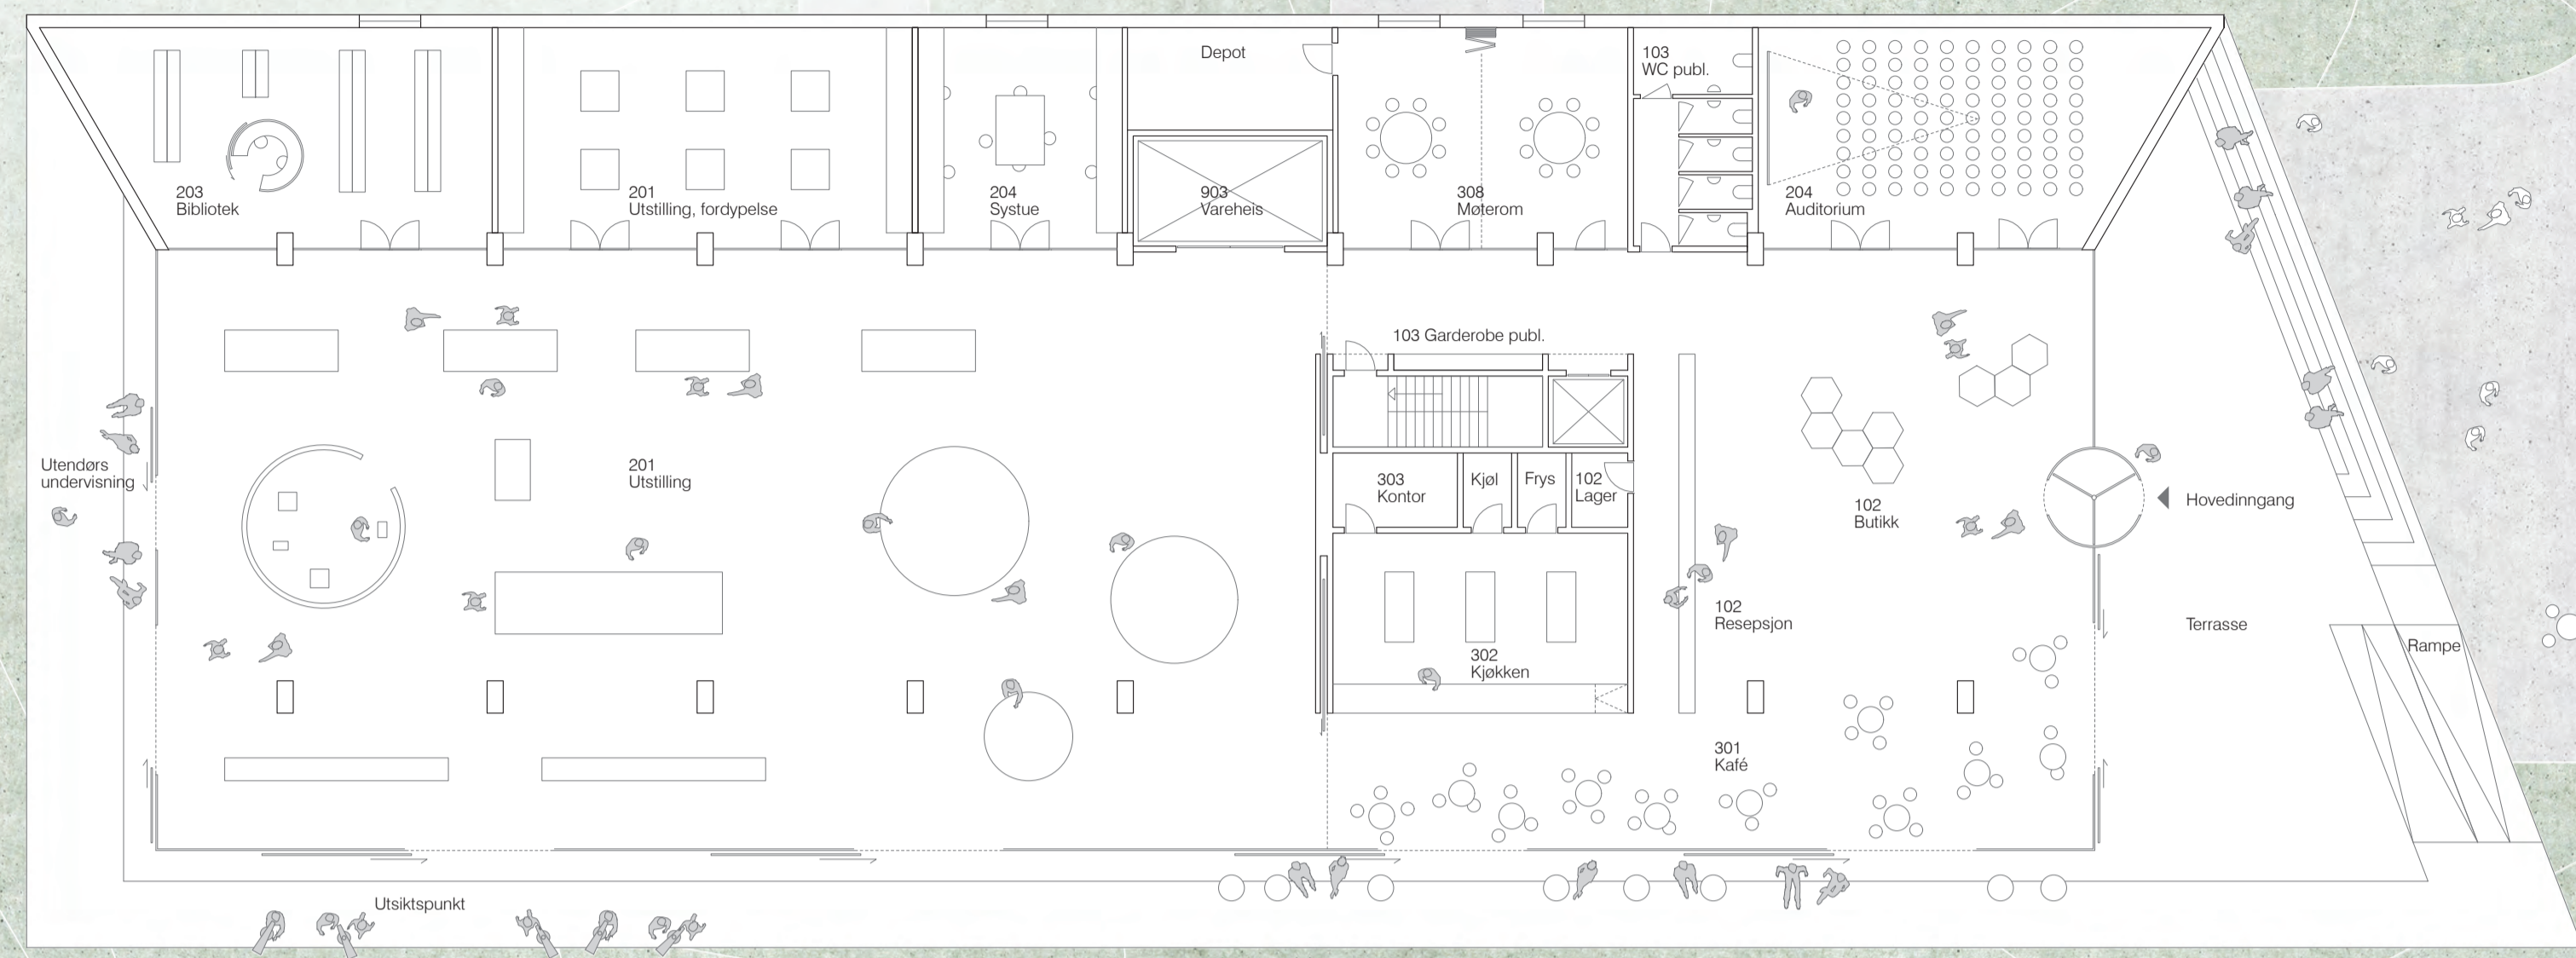 Depot
103
WC publ.
203
Bibliotek
201
Utstilling, fordypelse
204
Systue
903
Vareheis
308
Møterom
204
Auditorium
103 Garderobe publ.
Utendørs
undervisning
201
Utstilling
303
Kontor
Kjøl
Frys
102
Lager
102
Butikk
Hovedinngang
102
Resepsjon
Terrasse
Rampe
302
Kjøkken
301
Kafé
Utsiktspunkt